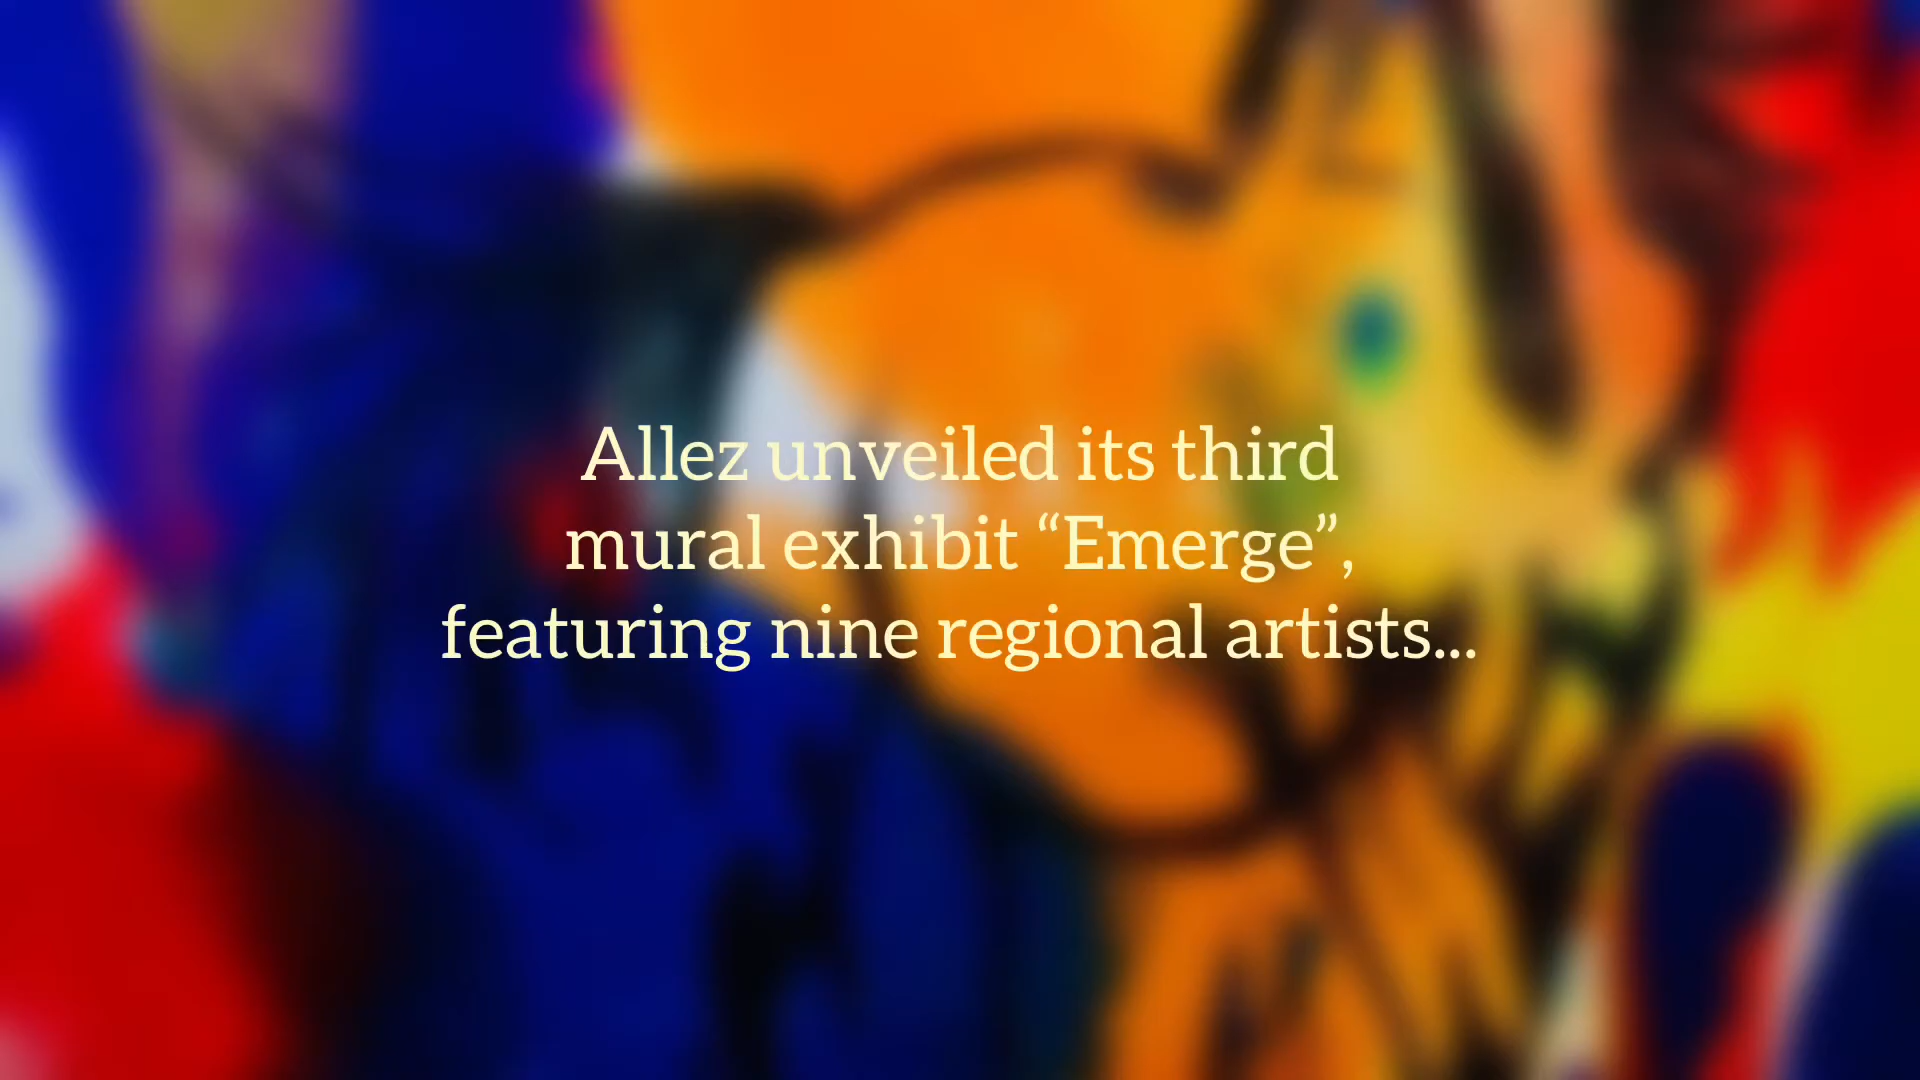 Allez unveiled its third
mural exhibit “Emerge”,
featuring nine regional artists...